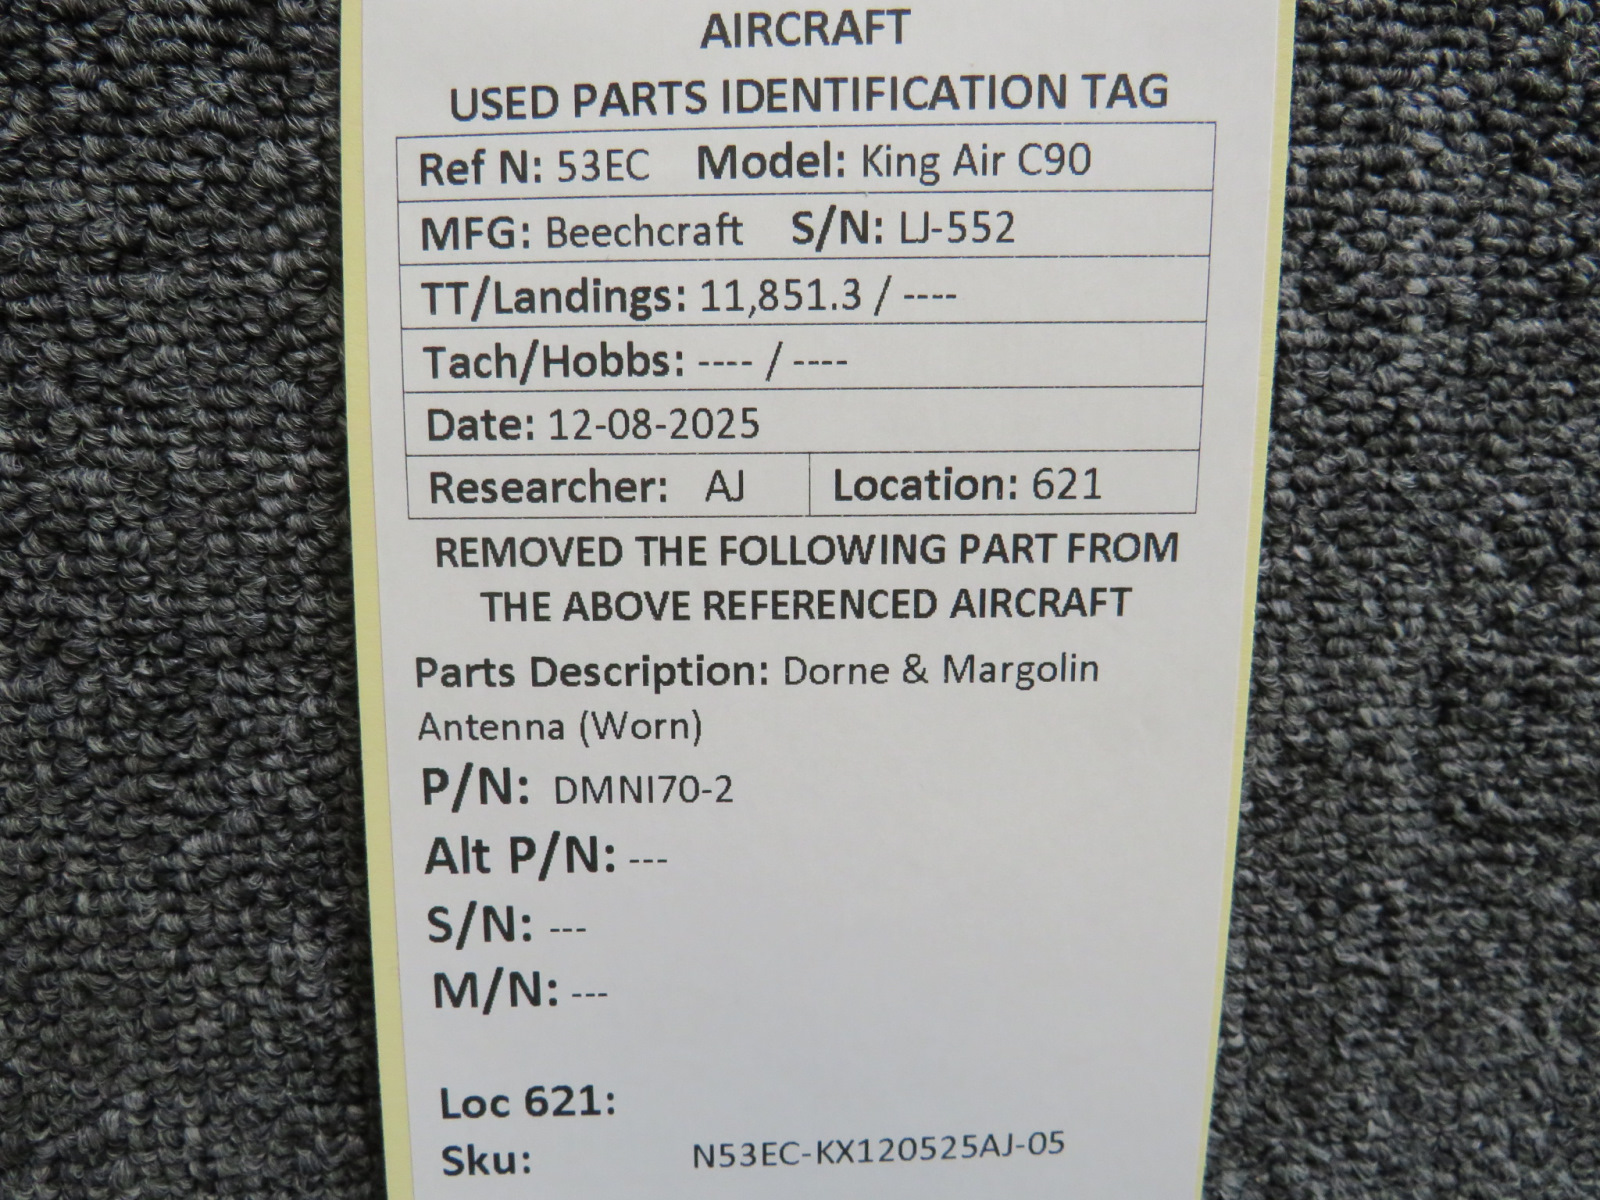 AIRCRAFT
USED PARTS IDENTIFICATION TAG
Ref N: 53EC Model: King Air C90
MFG: Beechcraft S/N: LJ-552
TT/Landings: 11,851.3 / ----
Tach/Hobbs: ---- / ----
Date: 12-08-2025
Researcher: AJ Location: 621
REMOVED THE FOLLOWING PART FROM
THE ABOVE REFERENCED AIRCRAFT
Parts Description: Dorne & Margolin
Antenna (Worn)
P/N: DMNI70-2
Alt P/N: ---
S/N: ---
M/N: ---
Loc 621:
Sku: N53EC-KX120525AJ-05